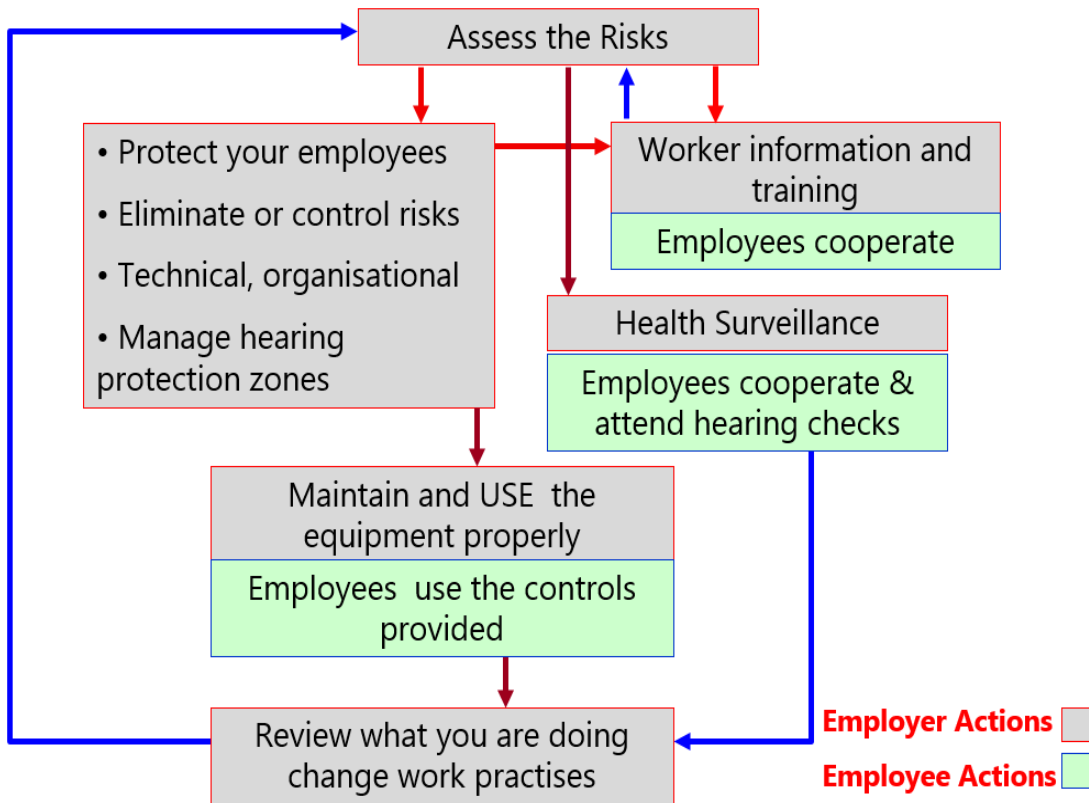 Assess the Risks
• Protect your employees
• Eliminate or control risks
• Technical, organisational
• Manage hearing
protection zones
Worker information and
training
Employees cooperate
Health Surveillance
Employees cooperate &
attend hearing checks
Maintain and USE the
equipment properly
Employees use the controls
provided
Review what you are doing
change work practises
Employer Actions
Employee Actions